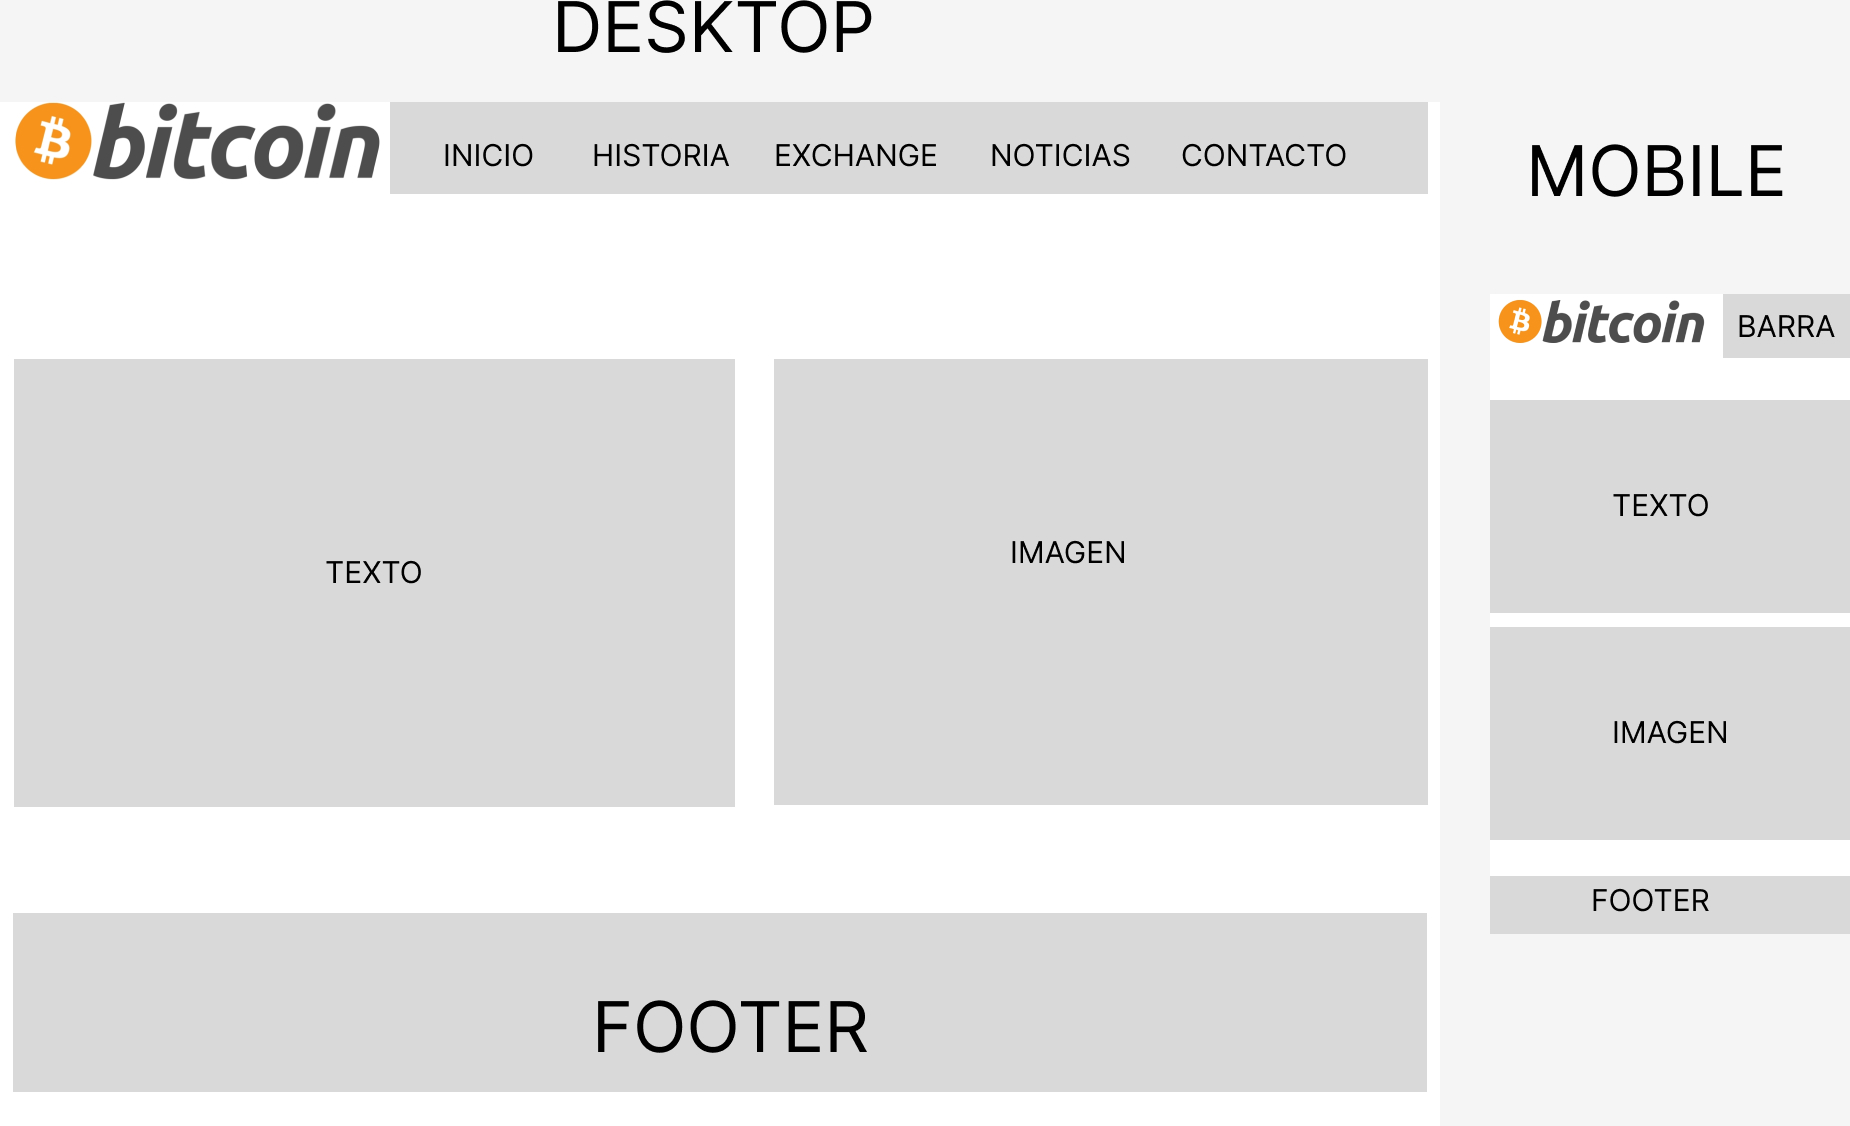 DESKTOP
bitcoin
INICIO HISTORIA EXCHANGE NOTICIAS CONTACTO
TEXTO
IMAGEN
FOOTER
MOBILE
bitcoin
BARRA
TEXTO
IMAGEN
FOOTER